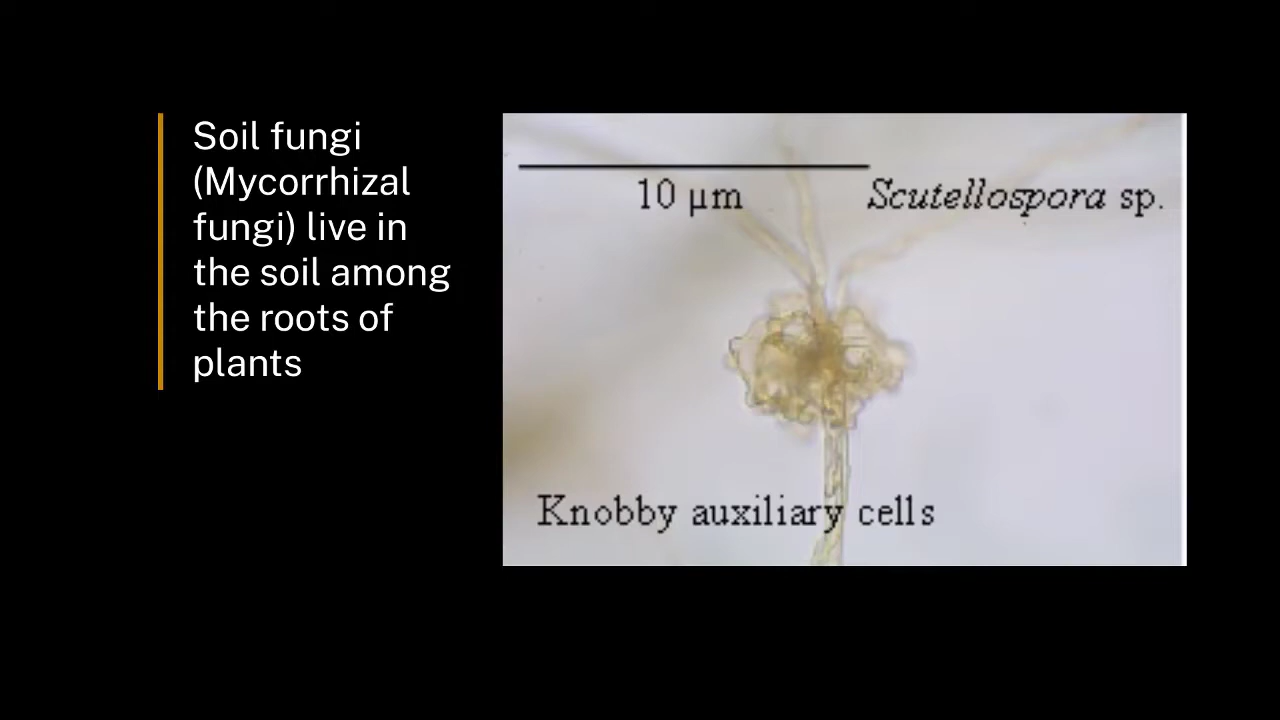 Soil fungi
(Mycorrhizal
fungi) live in
the soil among
the roots of
plants
10 µm
Scutellospora sp.
Knobby auxiliary cells